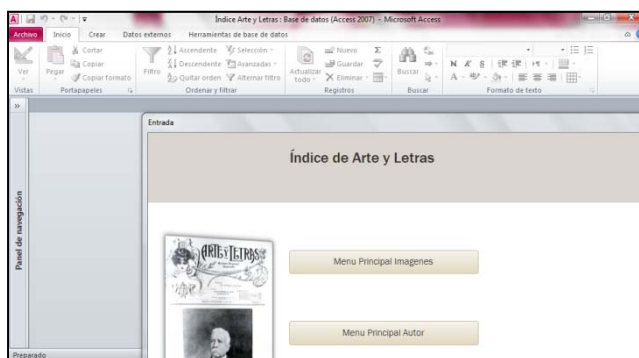 Índice Arte y Letras : Base de datos (Access 2007) - Microsoft Access
Archivo Inicio Crear Datos externos Herramientas de base de datos
Ver
Vistas
Pegar
Cortar
Copiar
Copiar formato
Portapapeles
Filtro
Ascendente
Descendente
Quitar orden
Selección
Avanzadas
Alternar filtro
Ordenar y filtrar
Actualizar todo
Nuevo
Guardar
Eliminar
Registros
Buscar
Buscar
N K S
A
Formato de texto
Panel de navegación
Entrada
Índice de Arte y Letras
ARTE Y LETRAS
Menu Principal Imagenes
Menu Principal Autor
Preparado